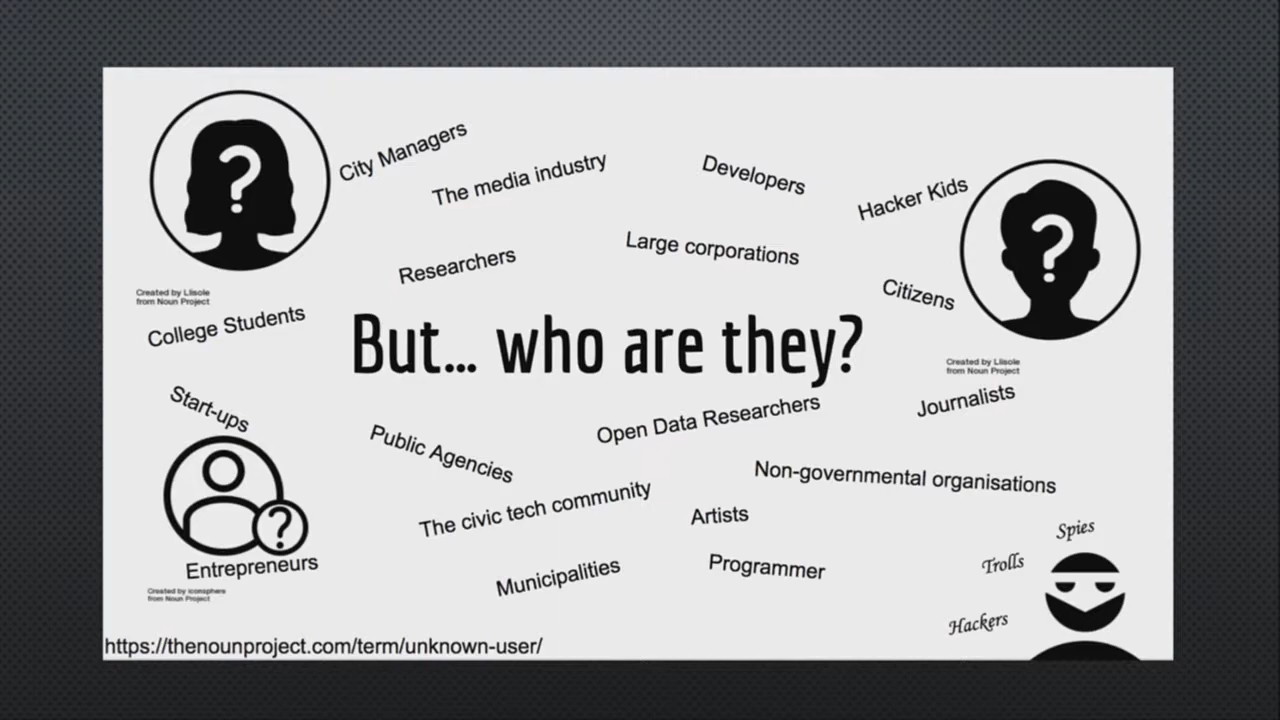 ?
City Managers
The media industry
Developers
Hacker Kids
?
Researchers
Large corporations
Citizens
Created by Liisole
from Noun Project
College Students
But... who are they?
Created by Liisole
from Noun Project
Start-ups
Public Agencies
Open Data Researchers
Journalists
Non-governmental organisations
The civic tech community
Artists
Spies
?
Entrepreneurs
Municipalities
Programmer
Trolls
Created by iconsphere
from Noun Project
Hackers
https://thenounproject.com/term/unknown-user/